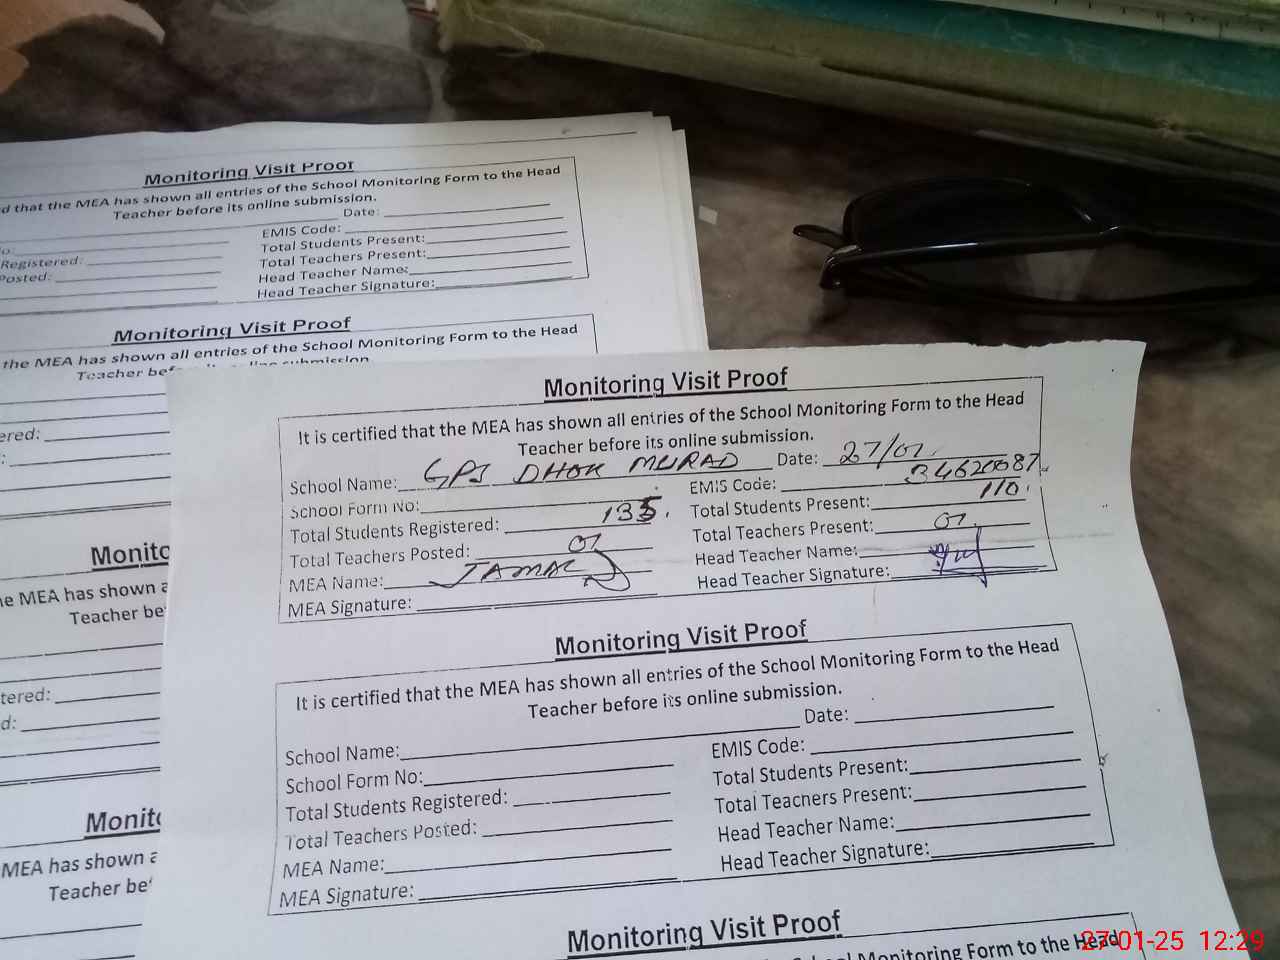 Monitoring Visit Proof
d that the MEA has shown all entries of the School Monitoring Form to the Head
Teacher before its online submission.
Date:
EMIS Code:
Total Students Present:
Registered:
Total Teachers Present:
Posted:
Head Teacher Name:
Head Teacher Signature:
Monitoring Visit Proof
the MEA has shown all entries of the School Monitoring Form to the Head
Teacher before its online submission.
ered:
Monito
he MEA has shown a
Teacher be
tered:
d:
Monito
MEA has shown a
Teacher be
Monitoring Visit Proof
It is certified that the MEA has shown all entries of the School Monitoring Form to the Head
Teacher before its online submission.
School Name: GPS DHOK MURAD Date: 27/01
School Form No: EMIS Code: 34620087
Total Students Registered: 135. Total Students Present: 110.
Total Teachers Posted: 02 Total Teachers Present: 02
MEA Name: JAMAL Head Teacher Name:
MEA Signature: Head Teacher Signature:
Monitoring Visit Proof
It is certified that the MEA has shown all entries of the School Monitoring Form to the Head
Teacher before its online submission.
School Name: Date:
School Form No: EMIS Code:
Total Students Registered: Total Students Present:
Total Teachers Posted: Total Teachers Present:
MEA Name: Head Teacher Name:
MEA Signature: Head Teacher Signature:
Monitoring Visit Proof
School Monitoring Form to the Head
27-01-25 12:29